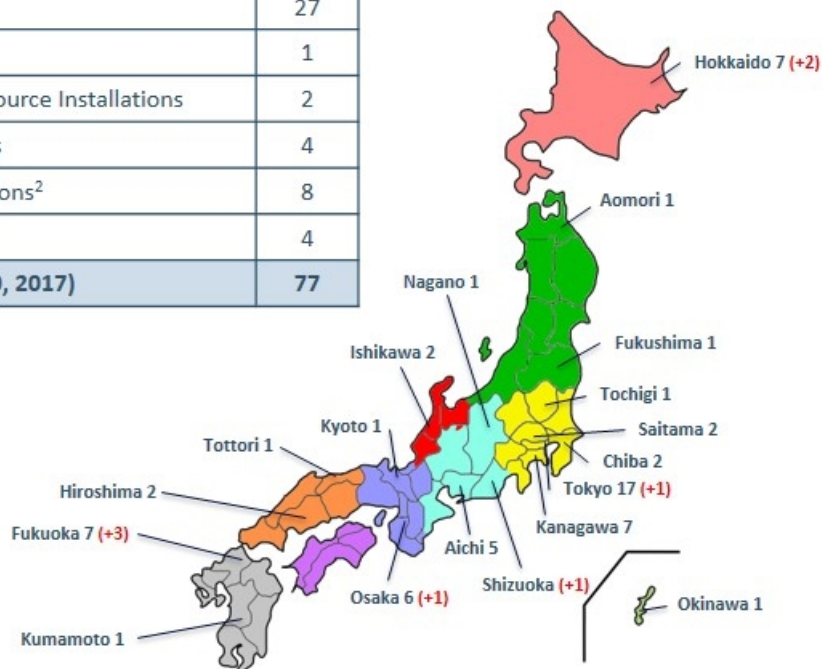 27
1
ource Installations 2
s 4
ons² 8
4
, 2017) 77
Hokkaido 7 (+2)
Aomori 1
Nagano 1
Fukushima 1
Ishikawa 2
Tochigi 1
Kyoto 1
Saitama 2
Tottori 1
Chiba 2
Hiroshima 2
Tokyo 17 (+1)
Fukuoka 7 (+3)
Kanagawa 7
Aichi 5
Shizuoka (+1)
Osaka 6 (+1)
Okinawa 1
Kumamoto 1